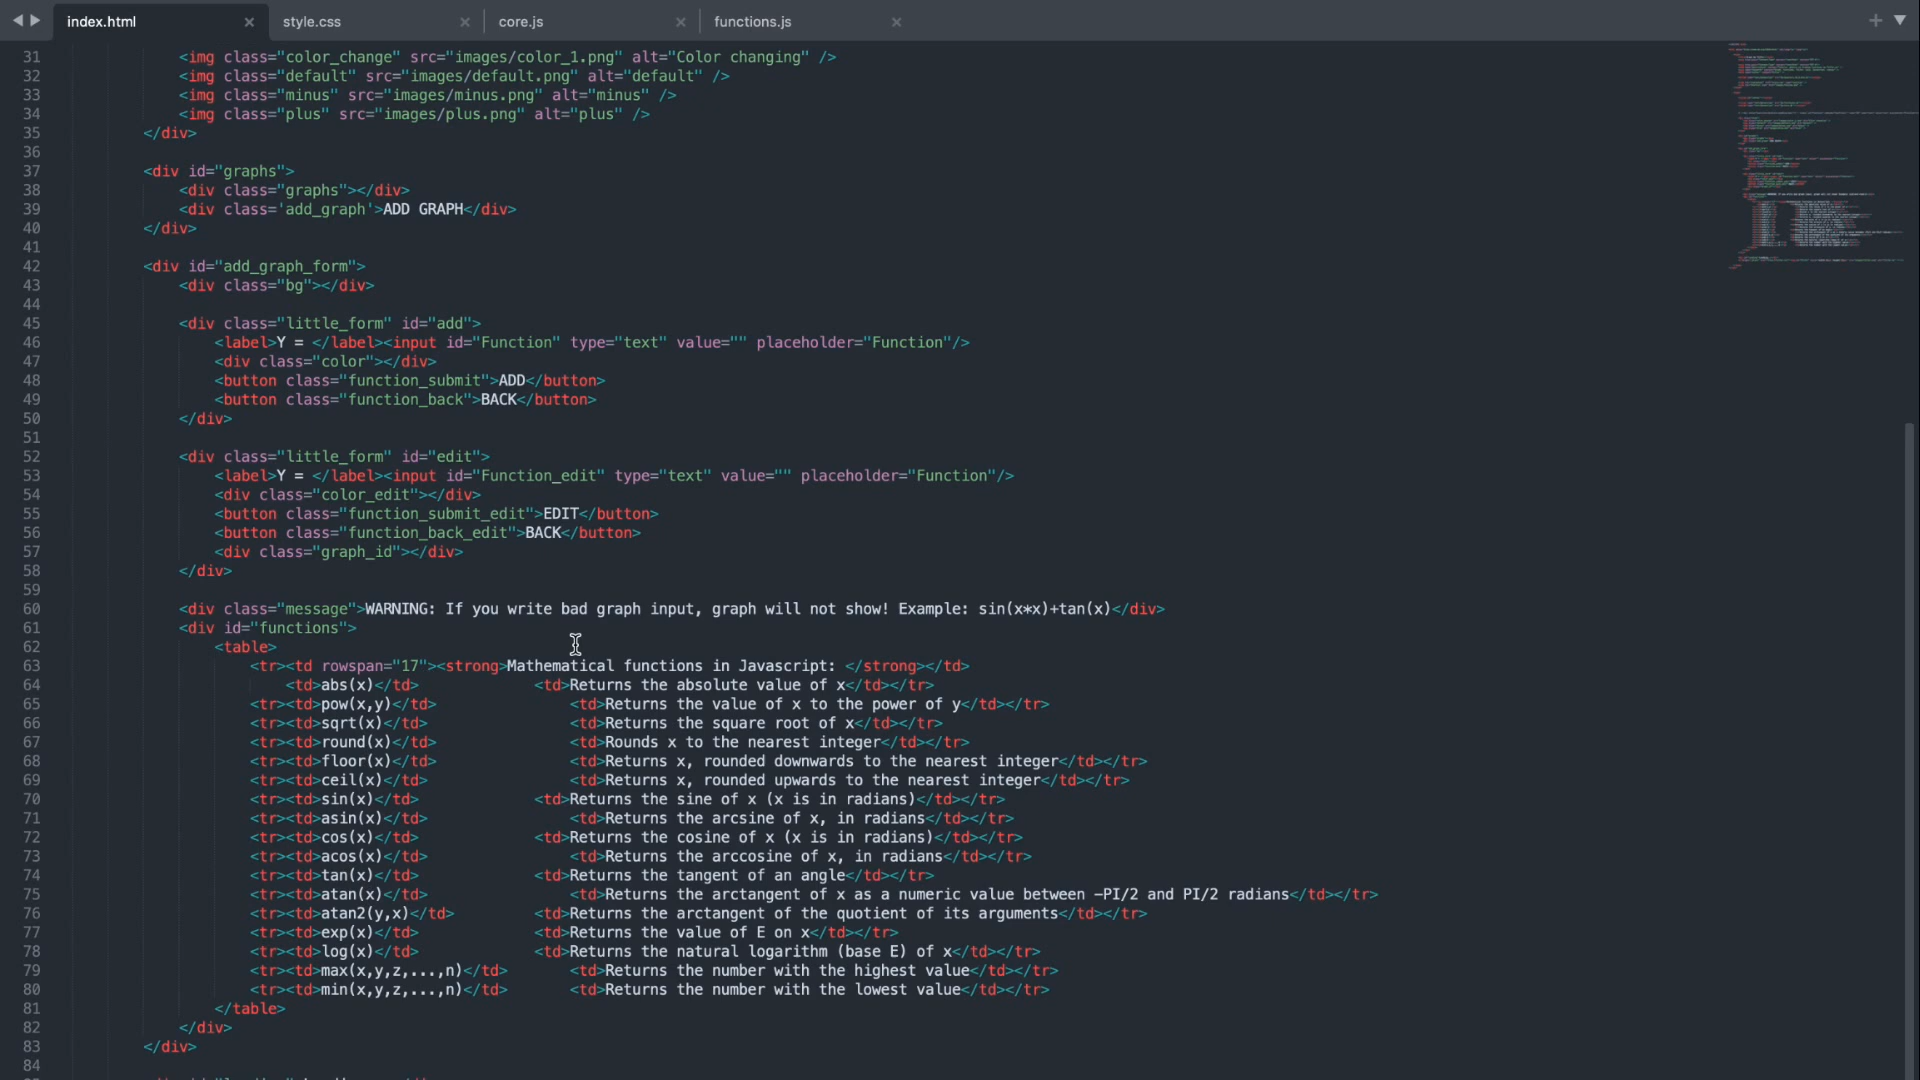 index.html × style.css × core.js × functions.js × +
31 <img class="color_change" src="images/color_1.png" alt="Color changing" />
32 <img class="default" src="images/default.png" alt="default" />
33 <img class="minus" src="images/minus.png" alt="minus" />
34 <img class="plus" src="images/plus.png" alt="plus" />
35 </div>
36
37 <div id="graphs">
38 <div class="graphs"></div>
39 <div class='add_graph'>ADD GRAPH</div>
40 </div>
41
42 <div id="add_graph_form">
43 <div class="bg"></div>
44
45 <div class="little_form" id="add">
46 <label>Y = </label><input id="Function" type="text" value="" placeholder="Function"/>
47 <div class="color"></div>
48 <button class="function_submit">ADD</button>
49 <button class="function_back">BACK</button>
50 </div>
51
52 <div class="little_form" id="edit">
53 <label>Y = </label><input id="Function_edit" type="text" value="" placeholder="Function"/>
54 <div class="color_edit"></div>
55 <button class="function_submit_edit">EDIT</button>
56 <button class="function_back_edit">BACK</button>
57 <div class="graph_id"></div>
58 </div>
59
60 <div class="message">WARNING: If you write bad graph input, graph will not show! Example: sin(x*x)+tan(x)</div>
61 <div id="functions">
62 <table>
63 <tr><td rowspan="17"><strong>Mathematical functions in Javascript: </strong></td>
64 <td>abs(x)</td> <td>Returns the absolute value of x</td></tr>
65 <tr><td>pow(x,y)</td> <td>Returns the value of x to the power of y</td></tr>
66 <tr><td>sqrt(x)</td> <td>Returns the square root of x</td></tr>
67 <tr><td>round(x)</td> <td>Rounds x to the nearest integer</td></tr>
68 <tr><td>floor(x)</td> <td>Returns x, rounded downwards to the nearest integer</td></tr>
69 <tr><td>ceil(x)</td> <td>Returns x, rounded upwards to the nearest integer</td></tr>
70 <tr><td>sin(x)</td> <td>Returns the sine of x (x is in radians)</td></tr>
71 <tr><td>asin(x)</td> <td>Returns the arcsine of x, in radians</td></tr>
72 <tr><td>cos(x)</td> <td>Returns the cosine of x (x is in radians)</td></tr>
73 <tr><td>acos(x)</td> <td>Returns the arccosine of x, in radians</td></tr>
74 <tr><td>tan(x)</td> <td>Returns the tangent of an angle</td></tr>
75 <tr><td>atan(x)</td> <td>Returns the arctangent of x as a numeric value between -PI/2 and PI/2 radians</td></tr>
76 <tr><td>atan2(y,x)</td> <td>Returns the arctangent of the quotient of its arguments</td></tr>
77 <tr><td>exp(x)</td> <td>Returns the value of E on x</td></tr>
78 <tr><td>log(x)</td> <td>Returns the natural logarithm (base E) of x</td></tr>
79 <tr><td>max(x,y,z,...,n)</td> <td>Returns the number with the highest value</td></tr>
80 <tr><td>min(x,y,z,...,n)</td> <td>Returns the number with the lowest value</td></tr>
81 </table>
82 </div>
83 </div>
84